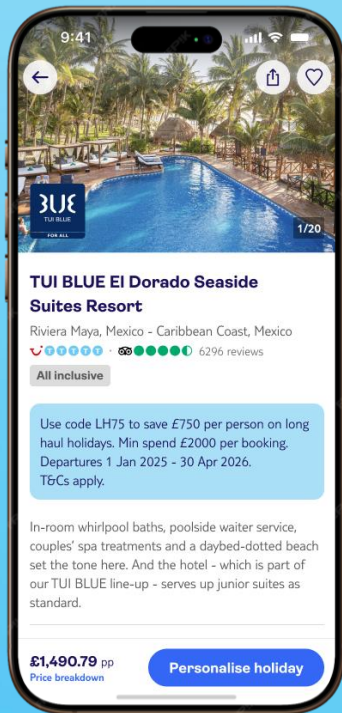 9:41
BUE
TUI BLUE
FOR ALL
1/20
TUI BLUE El Dorado Seaside
Suites Resort
Riviera Maya, Mexico - Caribbean Coast, Mexico
T T T T T · 6296 reviews
All inclusive
Use code LH75 to save £750 per person on long
haul holidays. Min spend £2000 per booking.
Departures 1 Jan 2025 - 30 Apr 2026.
T&Cs apply.
In-room whirlpool baths, poolside waiter service,
couples' spa treatments and a daybed-dotted beach
set the tone here. And the hotel - which is part of
our TUI BLUE line-up - serves up junior suites as
standard.
£1,490.79 pp
Price breakdown
Personalise holiday